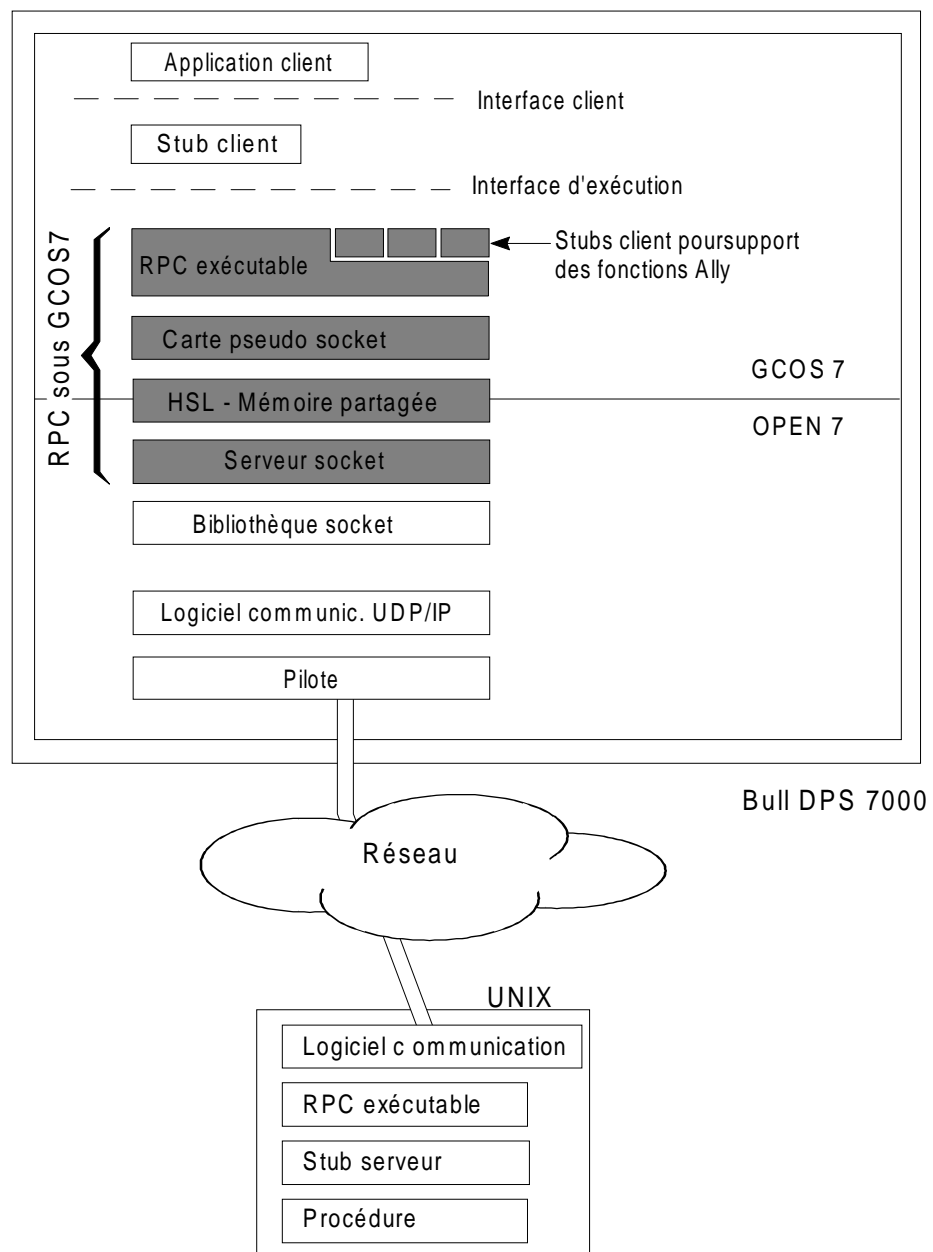 Application client
Interface client
Stub client
Interface d'exécution
RPC sous GCOS7
RPC exécutable
Stubs client poursupport
des fonctions Ally
Carte pseudo socket
GCOS 7
HSL - Mémoire partagée
OPEN 7
Serveur socket
Bibliothèque socket
Logiciel communic. UDP/IP
Pilote
Bull DPS 7000
Réseau
UNIX
Logiciel c ommunication
RPC exécutable
Stub serveur
Procédure